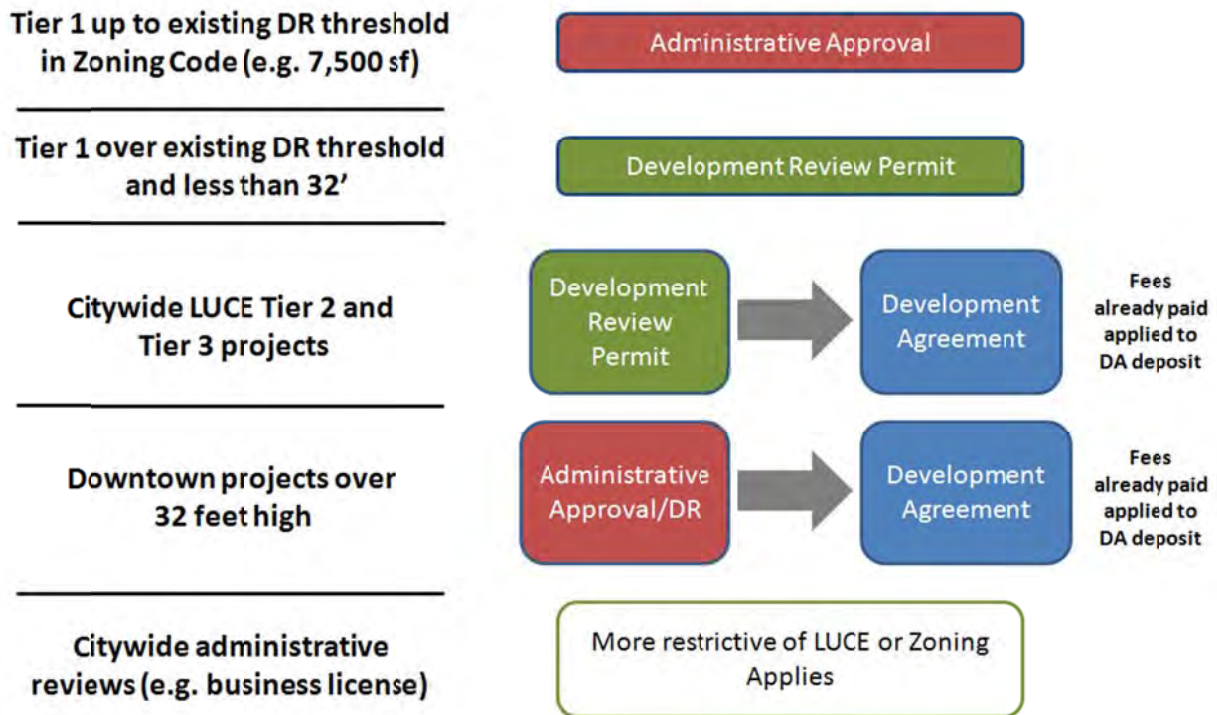 Tier 1 up to existing DR threshold
in Zoning Code (e.g. 7,500 sf)
Administrative Approval
Tier 1 over existing DR threshold
and less than 32'
Development Review Permit
Citywide LUCE Tier 2 and
Tier 3 projects
Development
Review
Permit
Development
Agreement
Fees
already paid
applied to
DA deposit
Downtown projects over
32 feet high
Administrative
Approval/DR
Development
Agreement
Fees
already paid
applied to
DA deposit
Citywide administrative
reviews (e.g. business license)
More restrictive of LUCE or Zoning
Applies